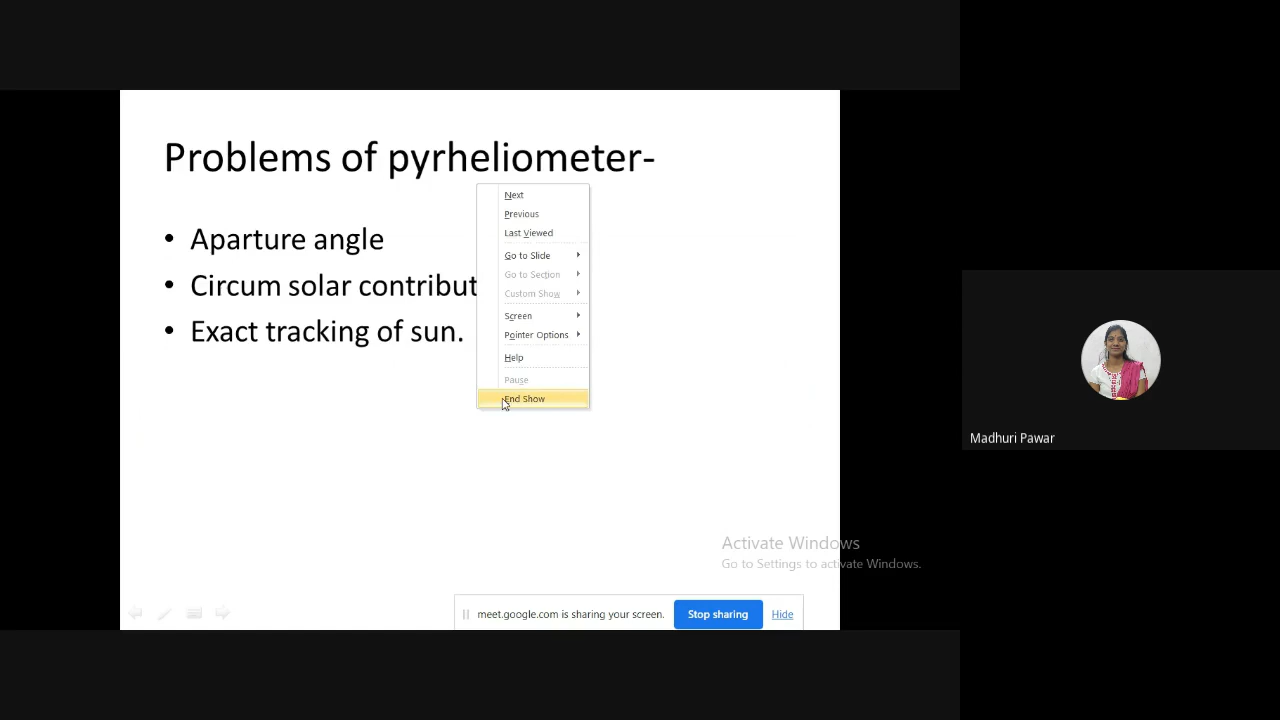 Problems of pyrheliometer-
• Aparture angle
• Circum solar contribut
• Exact tracking of sun.
Next
Previous
Last Viewed
Go to Slide
Go to Section
Custom Show
Screen
Pointer Options
Help
Pause
End Show
Madhuri Pawar
Activate Windows
Go to Settings to activate Windows.
meet.google.com is sharing your screen.
Stop sharing
Hide